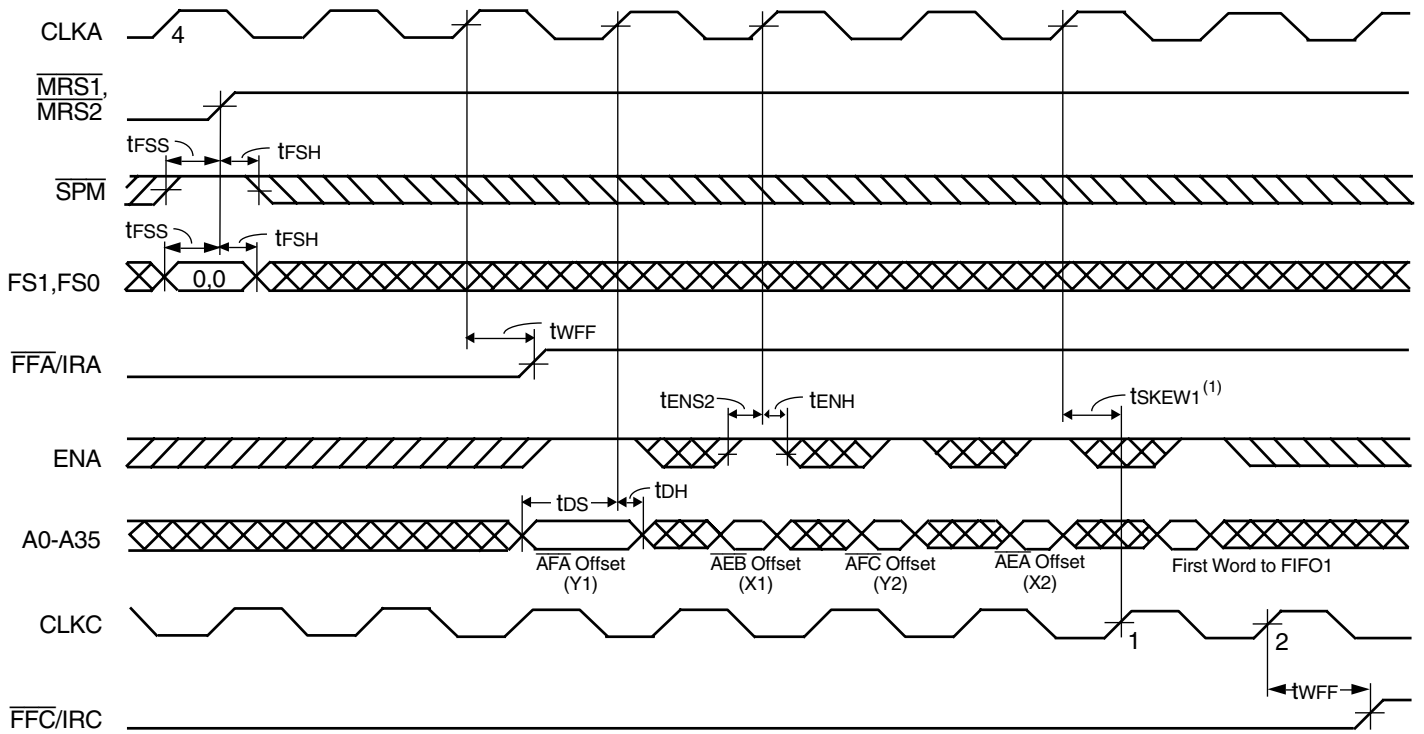 CLKA
4
MRS1,
MRS2
tFSS
tFSH
SPM
tFSS
tFSH
FS1,FS0
0,0
tWFF
FFA/IRA
tENS2
tENH
tSKEW1(1)
ENA
tDS
tDH
A0-A35
AFA Offset
(Y1)
AEB Offset
(X1)
AFC Offset
(Y2)
AEA Offset
(X2)
First Word to FIFO1
CLKC
1
2
tWFF
FFC/IRC